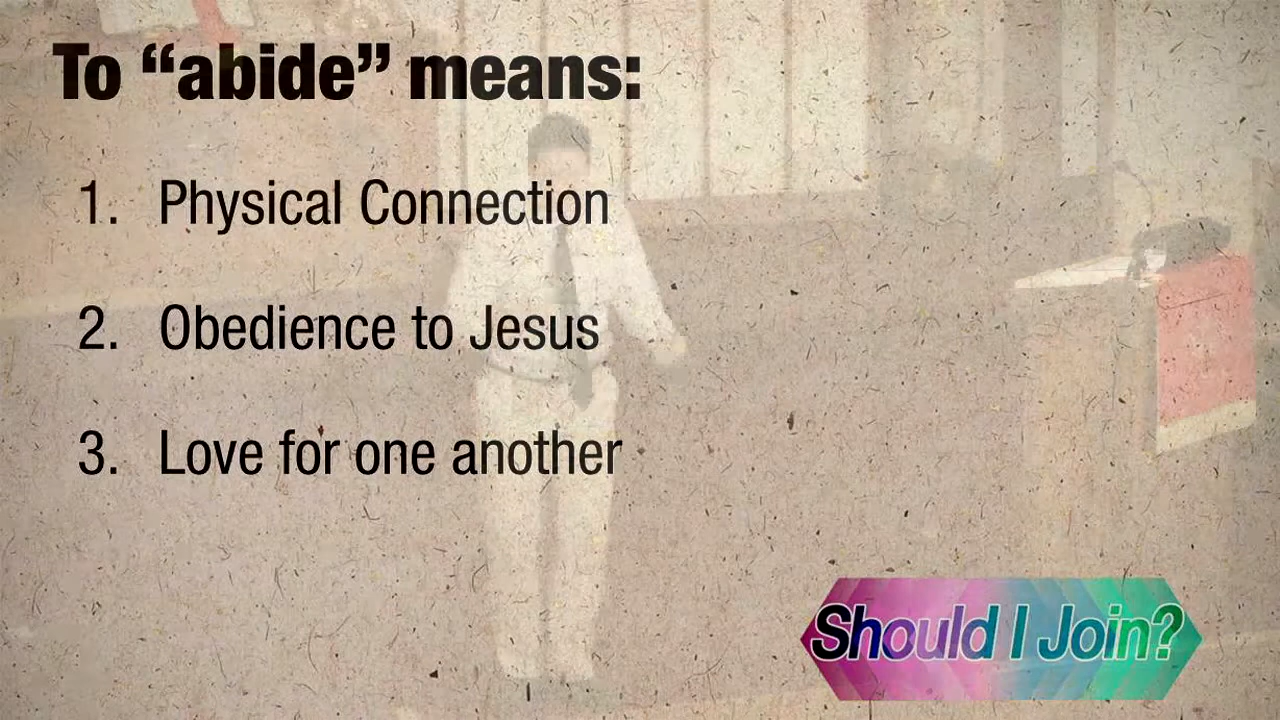 To “abide” means:
1. Physical Connection
2. Obedience to Jesus
3. Love for one another
Should I Join?